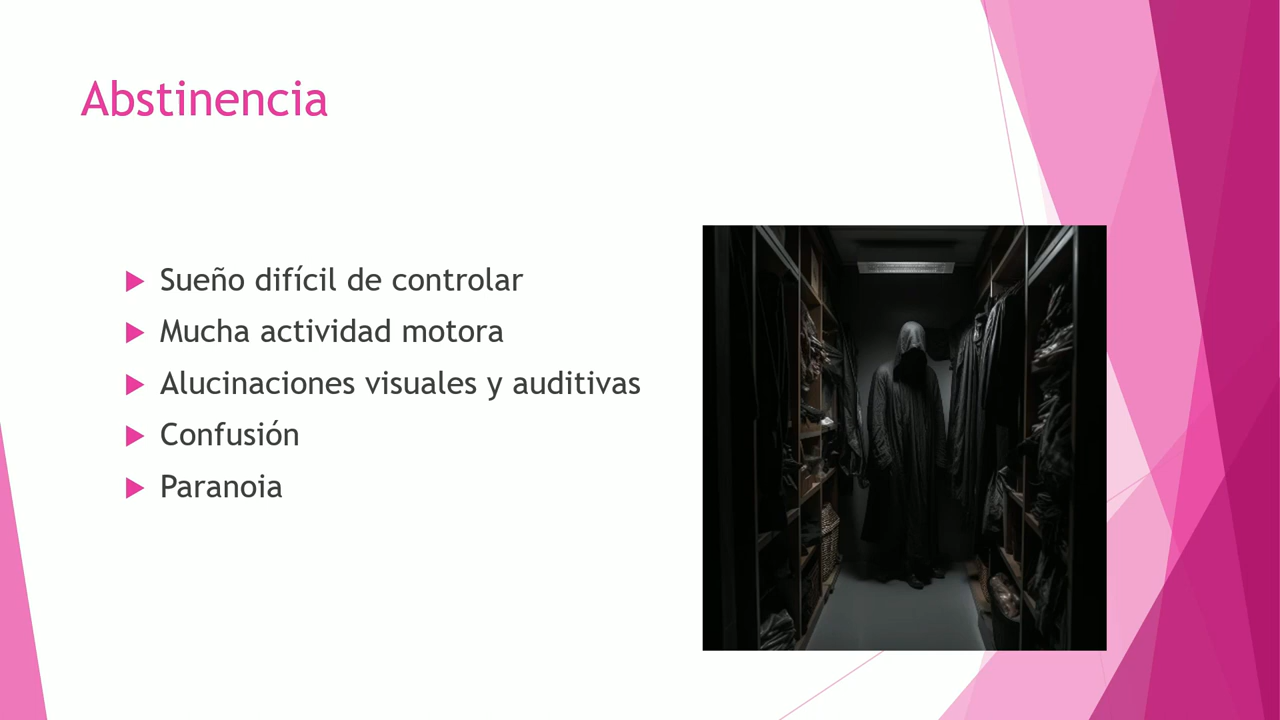 Abstinencia
Sueño difícil de controlar
Mucha actividad motora
Alucinaciones visuales y auditivas
Confusión
Paranoia